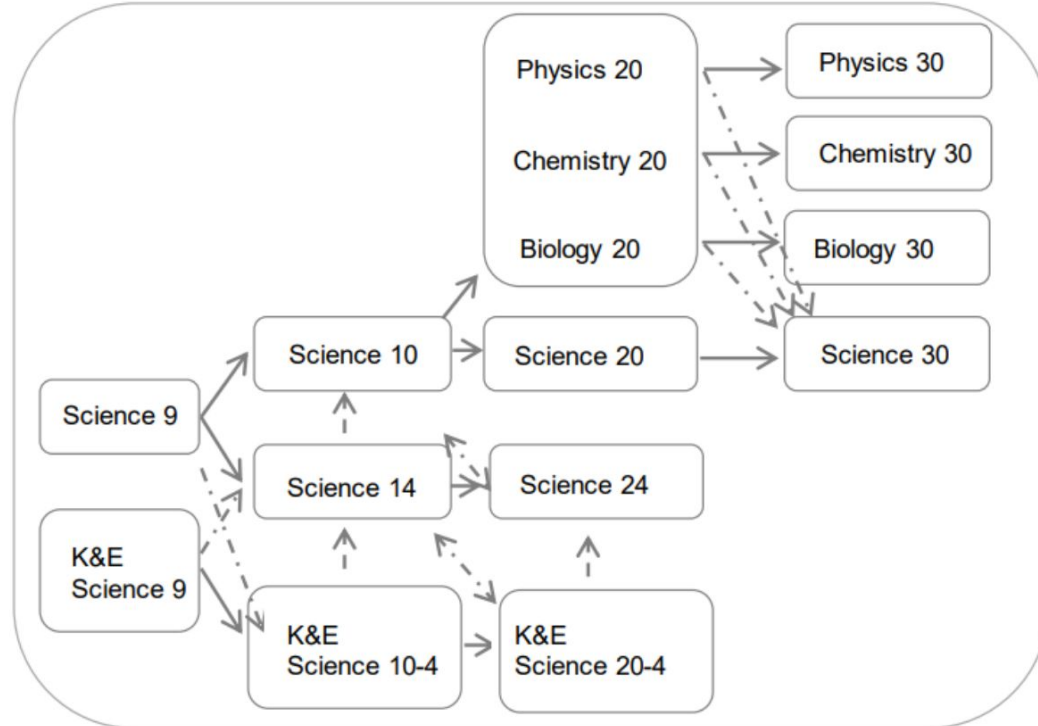 Physics 20
Physics 30
Chemistry 20
Chemistry 30
Biology 20
Biology 30
Science 10
Science 20
Science 30
Science 9
Science 14
Science 24
K&E
Science 9
K&E
Science 10-4
K&E
Science 20-4